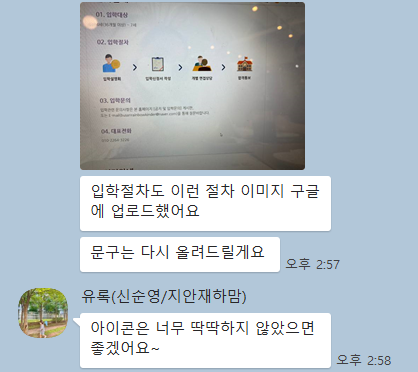 01. 입학대상
02. 입학절차
입학설명회
입학신청서 작성
개별 면접상담
합격통보
03. 입학문의
04. 대표전화
입학절차도 이런 절차 이미지 구글
에 업로드했어요
문구는 다시 올려드릴게요
오후 2:57
유록(신순영/지안재하맘)
아이콘은 너무 딱딱하지 않았으면
좋겠어요~
오후 2:58